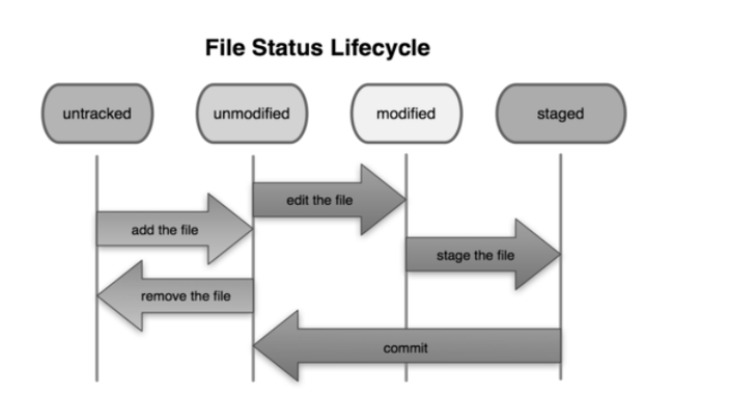 File Status Lifecycle
untracked
unmodified
modified
staged
edit the file
add the file
stage the file
remove the file
commit